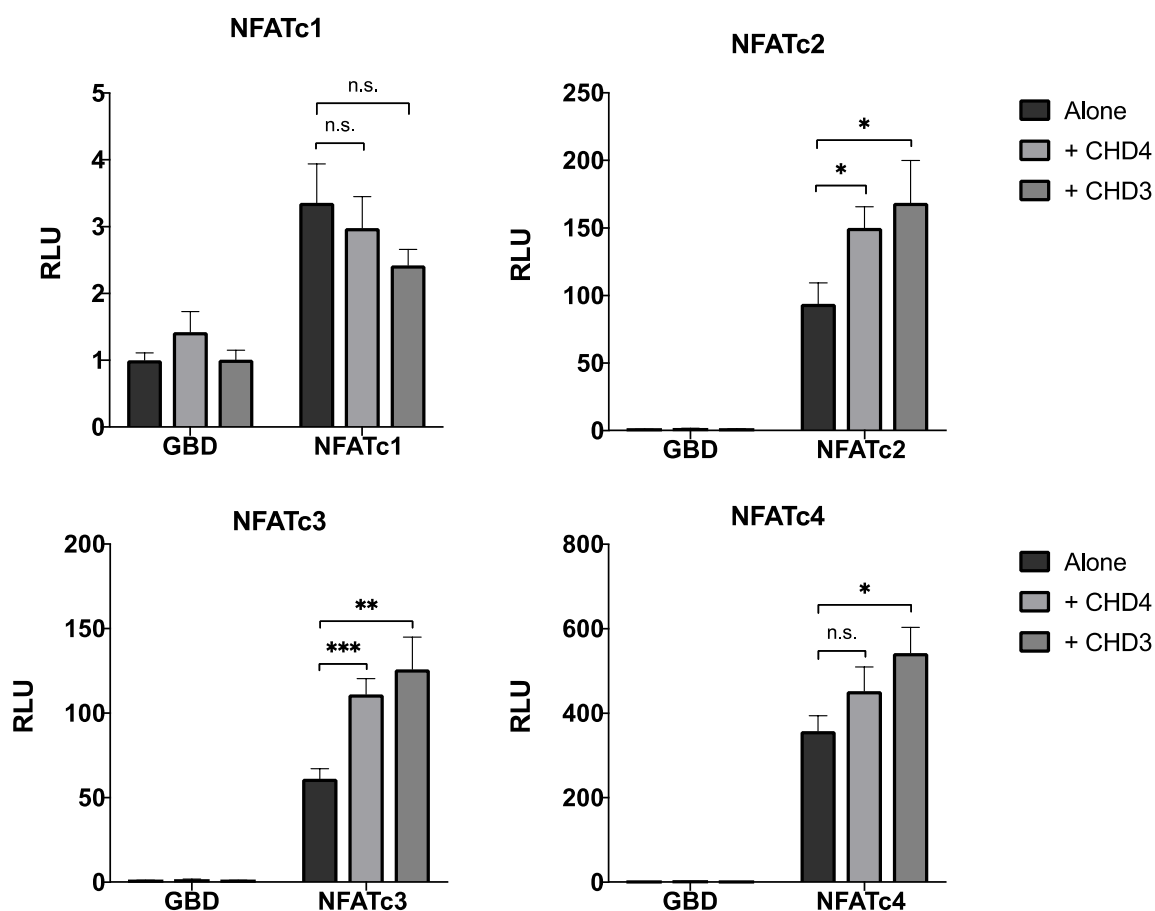 NFATc1
5
4
3
2
1
0
RLU
n.s.
n.s.
GBD
NFATc1
NFATc2
250
200
150
100
50
0
RLU
*
*
GBD
NFATc2
Alone
+ CHD4
+ CHD3
NFATc3
200
150
100
50
0
RLU
**
***
GBD
NFATc3
NFATc4
800
600
400
200
0
RLU
*
n.s.
GBD
NFATc4
Alone
+ CHD4
+ CHD3